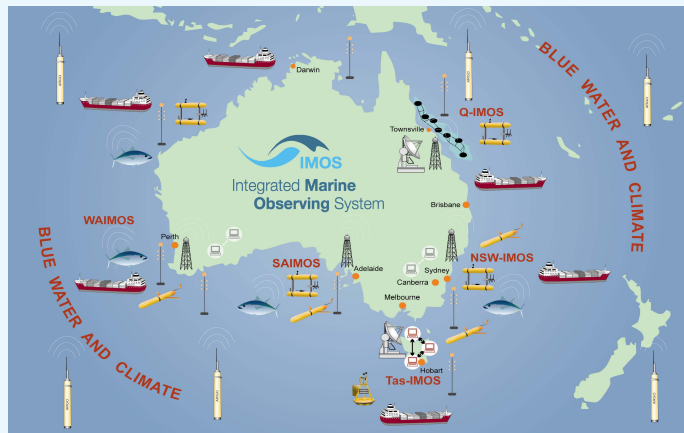 BLUE WATER AND CLIMATE
Darwin
Q-IMOS
Townsville
IMOS
Integrated Marine
Observing System
Brisbane
WAIMOS
Perth
SAIMOS
Adelaide
Sydney
NSW-IMOS
Canberra
Melbourne
BLUE WATER AND CLIMATE
Hobart
Tas-IMOS